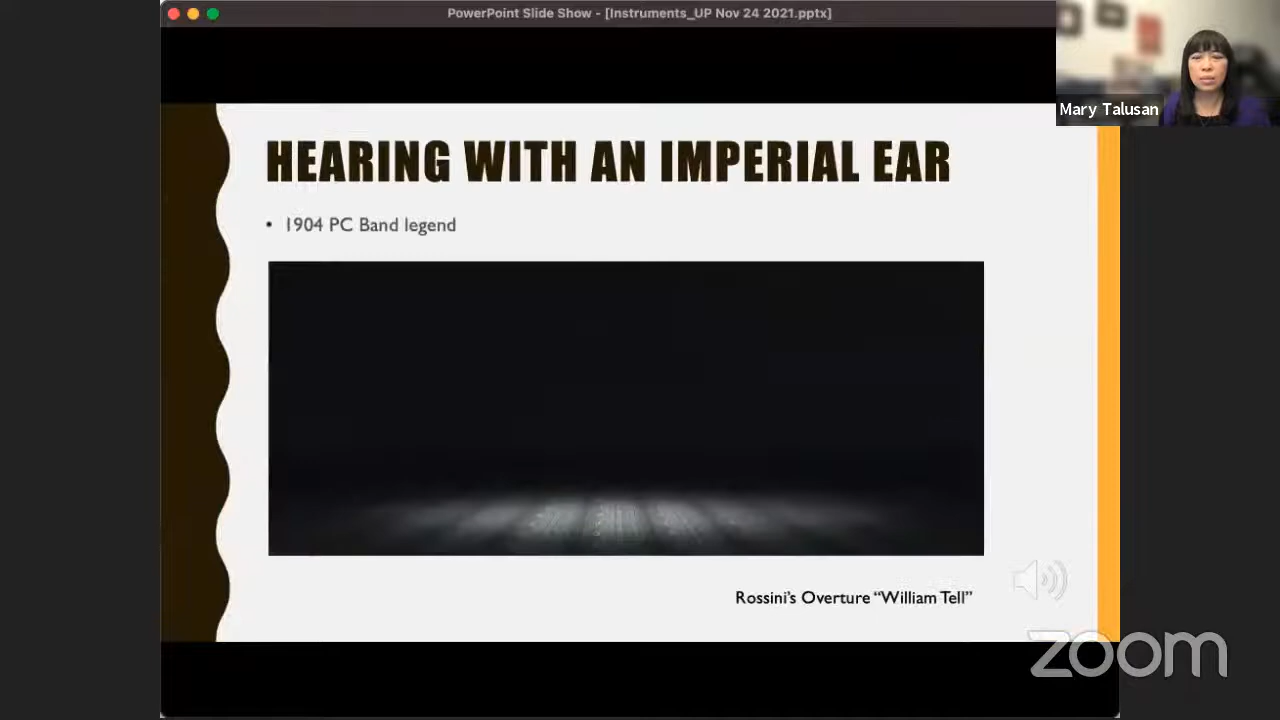 PowerPoint Slide Show - [Instruments_UP Nov 24 2021.pptx]
Mary Talusan
HEARING WITH AN IMPERIAL EAR
• 1904 PC Band legend
Rossini's Overture “William Tell”
zoom